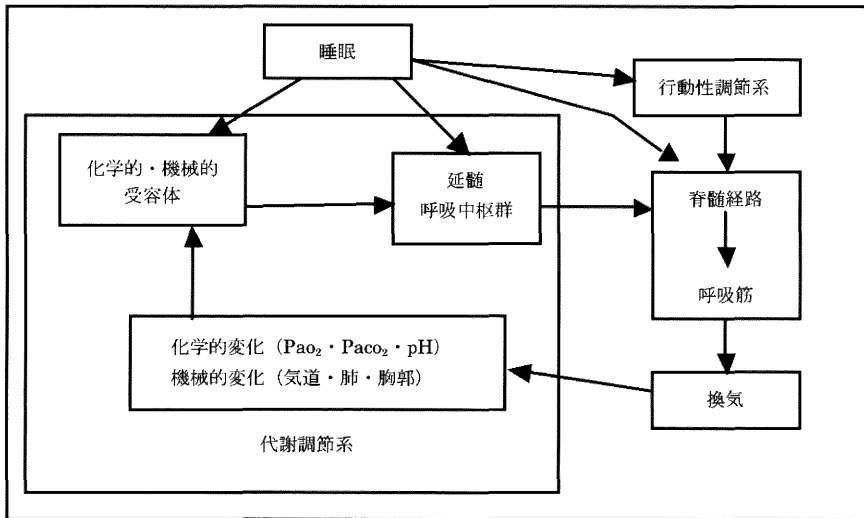 睡眠
行動性調節系
化学的・機械的
受容体
延髄
呼吸中枢群
脊髄経路
呼吸筋
化学的変化（Pao₂・Paco₂・pH）
機械的変化（気道・肺・胸郭）
換気
代謝調節系